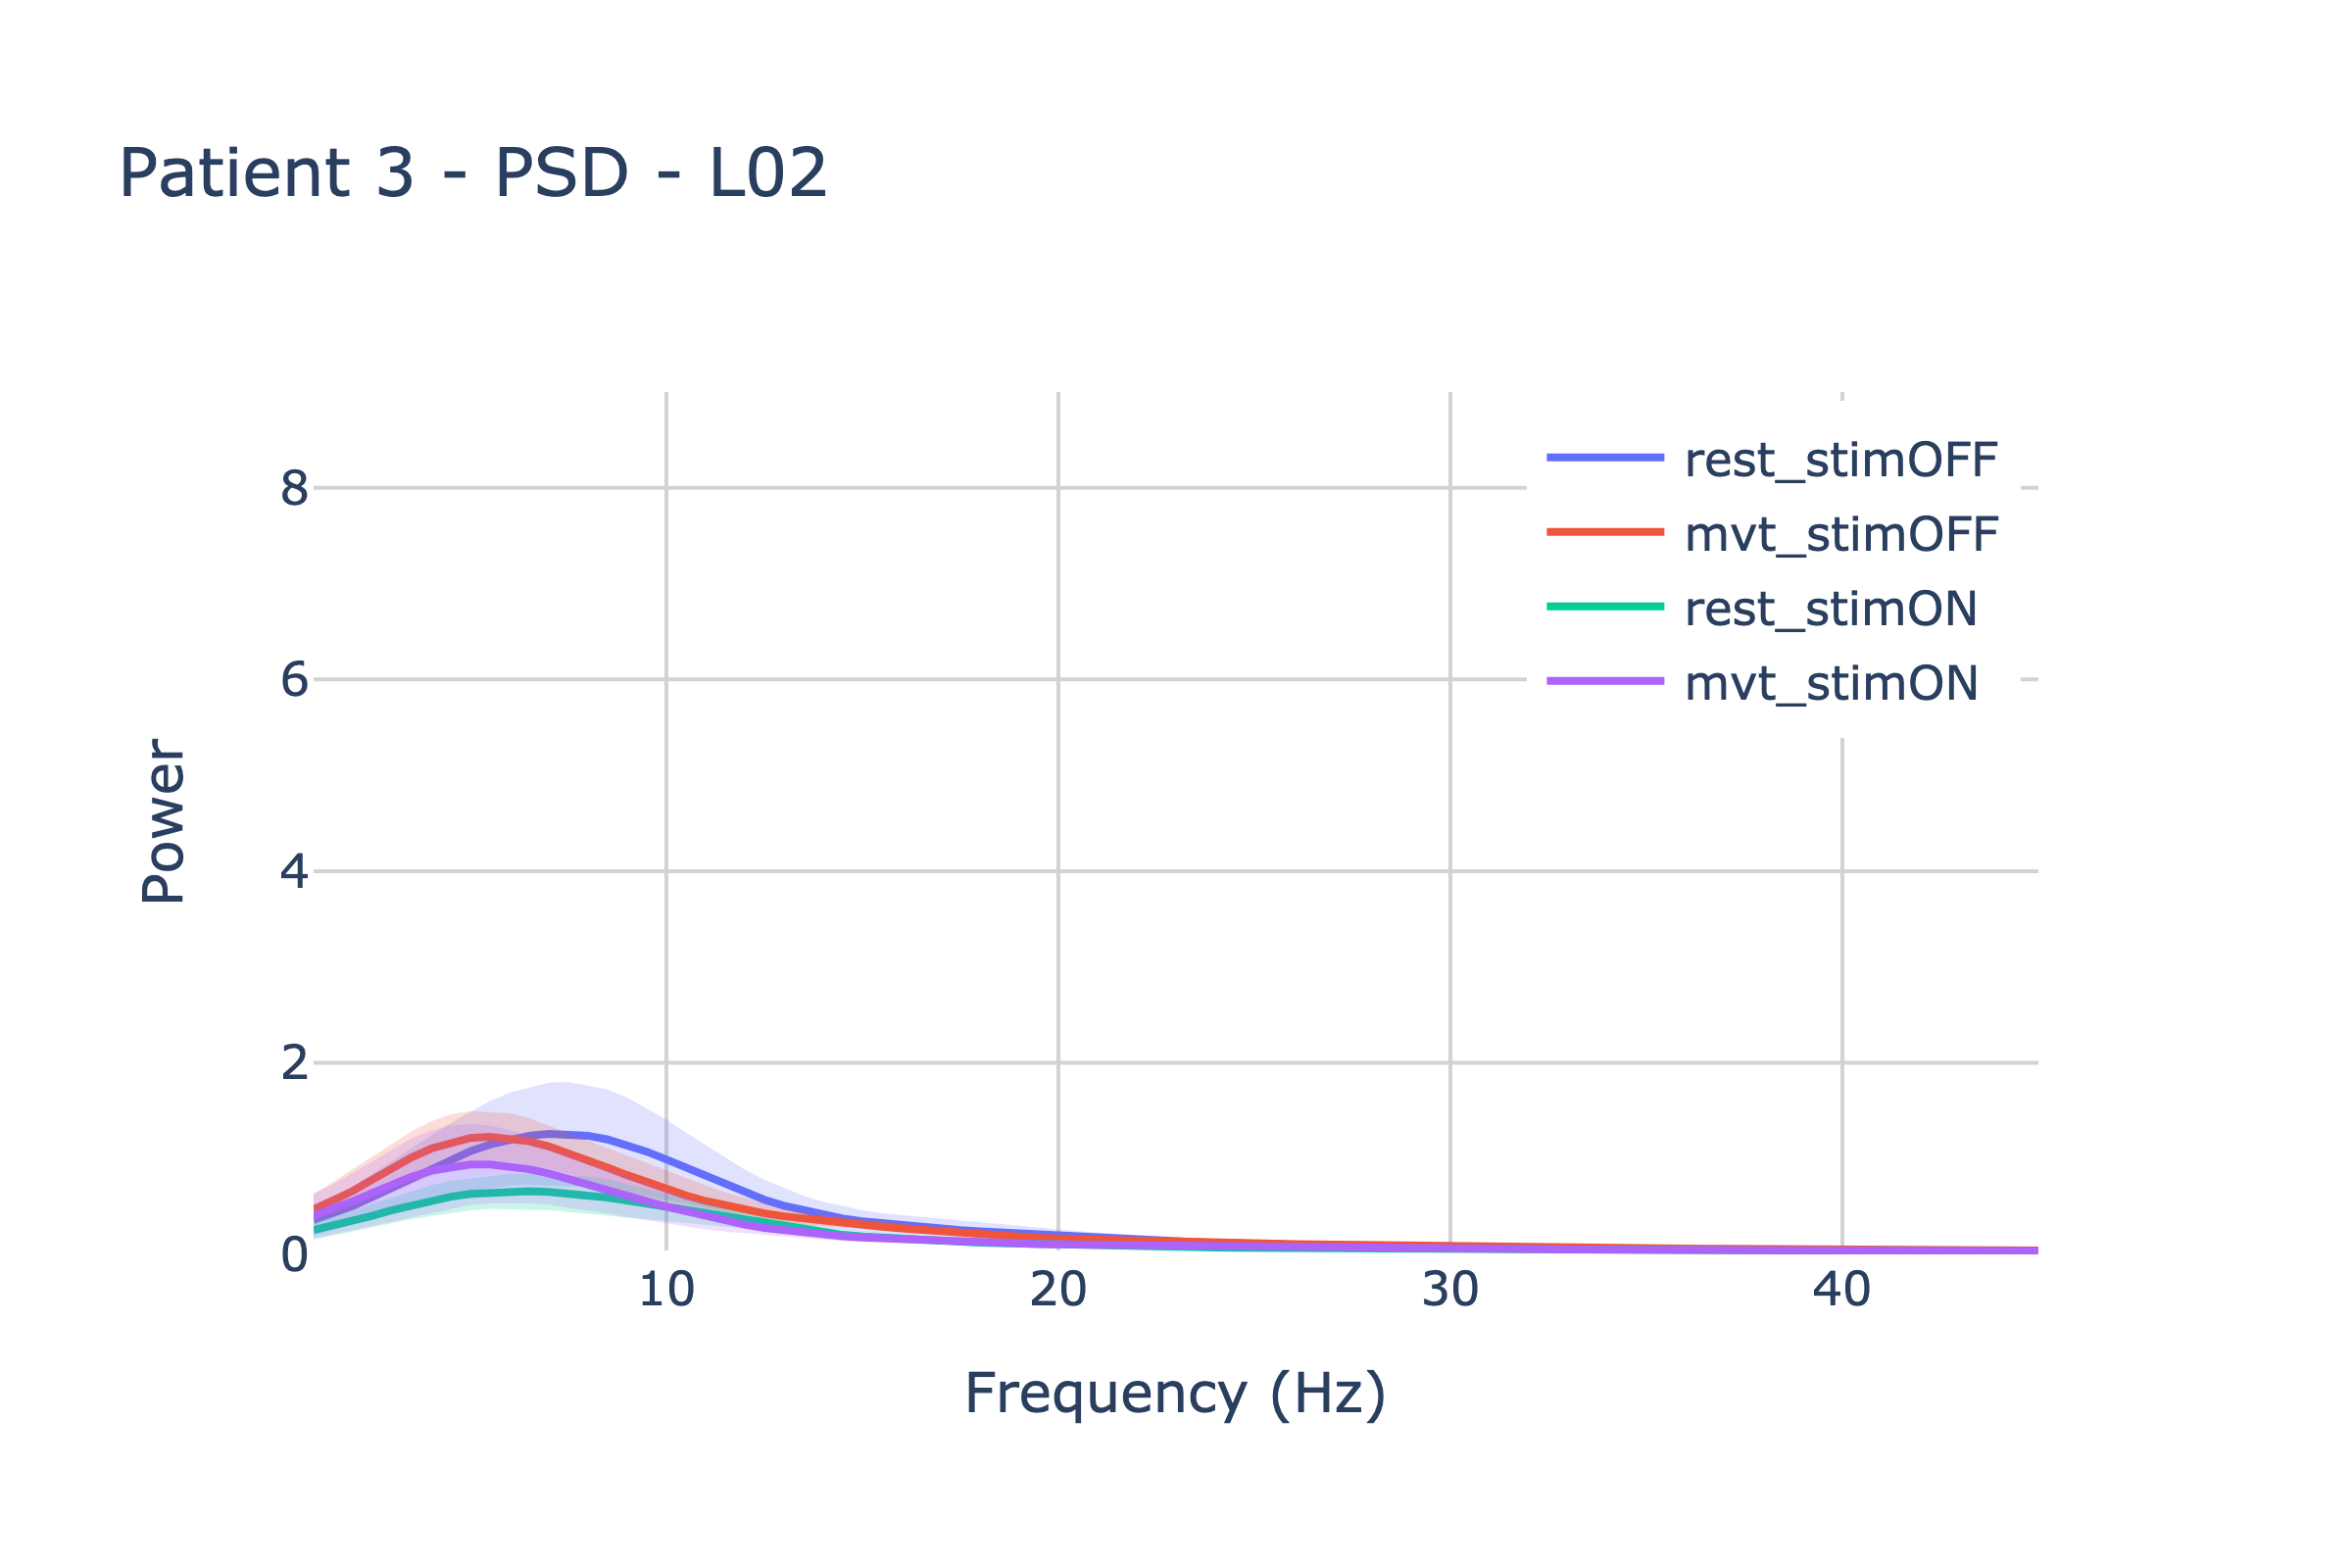 Patient 3 - PSD - L02
rest_stimOFF
mvt_stimOFF
rest_stimON
mvt_stimON
8
6
4
2
0
Power
10 20 30 40
Frequency (Hz)